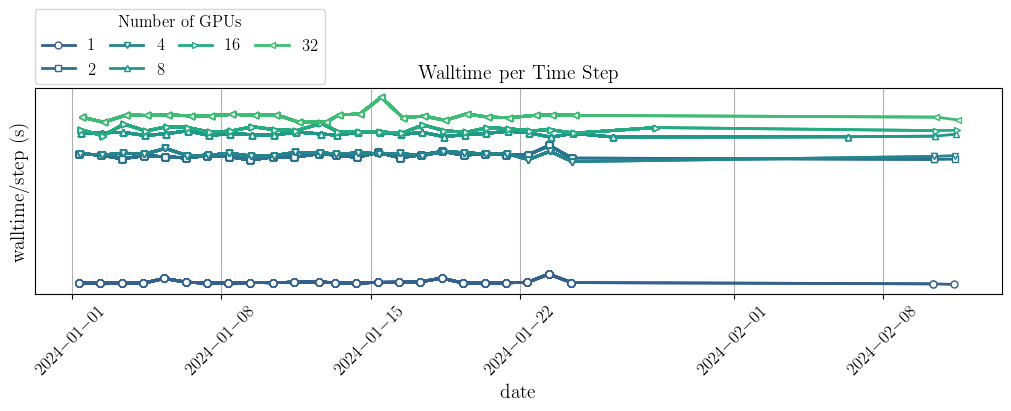 Number of GPUs
1 4 16 32
2 8
Walltime per Time Step
walltime/step (s)
2024−01−01 2024−01−08 2024−01−15 2024−01−22 2024−02−01 2024−02−08
date